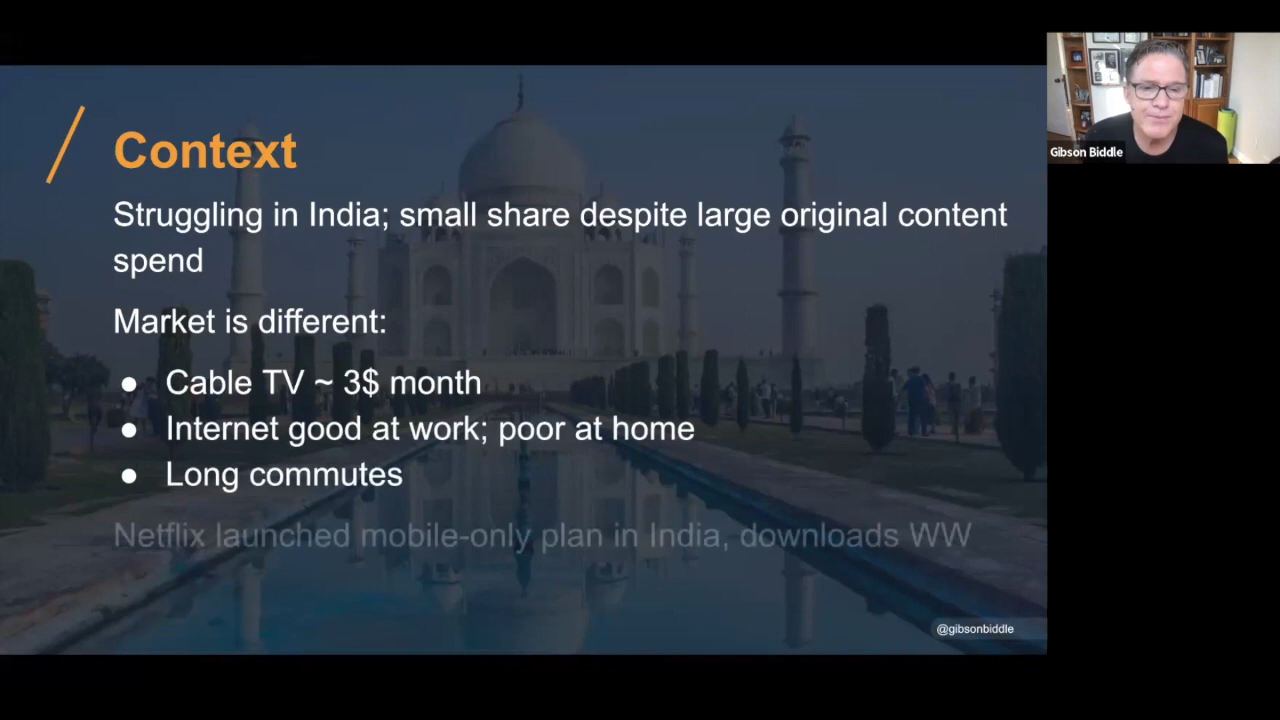 Context
Struggling in India; small share despite large original content
spend
Market is different:
● Cable TV ~ 3$ month
● Internet good at work; poor at home
● Long commutes
Netflix launched mobile-only plan in India, downloads WW
@gibsonbiddle
Gibson Biddle